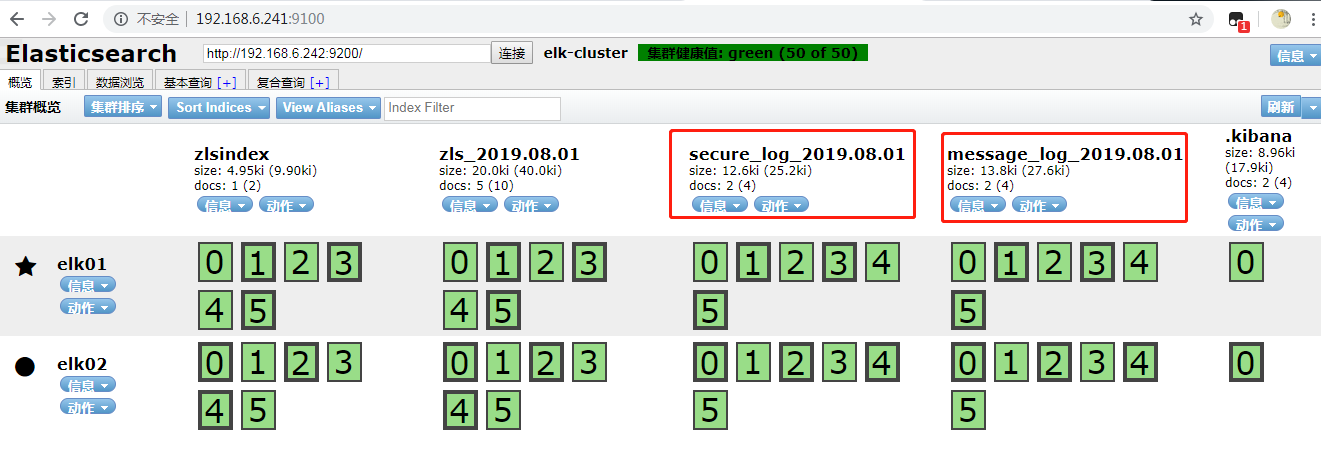 不安全 | 192.168.6.241:9100
1
Elasticsearch http://192.168.6.242:9200/ 连接 elk-cluster 集群健康值: green (50 of 50) 信息
概览 索引 数据浏览 基本查询 [+] 复合查询 [+]
集群概览 集群排序 Sort Indices View Aliases Index Filter 刷新
zlsindex
size: 4.95ki (9.90ki)
docs: 1 (2)
信息 动作
zls_2019.08.01
size: 20.0ki (40.0ki)
docs: 5 (10)
信息 动作
secure_log_2019.08.01
size: 12.6ki (25.2ki)
docs: 2 (4)
信息 动作
message_log_2019.08.01
size: 13.8ki (27.6ki)
docs: 2 (4)
信息 动作
.kibana
size: 8.96ki
(17.9ki)
docs: 2 (4)
信息
动作
elk01
信息
动作
0 1 2 3 0 1 2 3 0 1 2 3 4 0 1 2 3 4 0
4 5 4 5 5 5
elk02
信息
动作
0 1 2 3 0 1 2 3 0 1 2 3 4 0 1 2 3 4 0
4 5 4 5 5 5